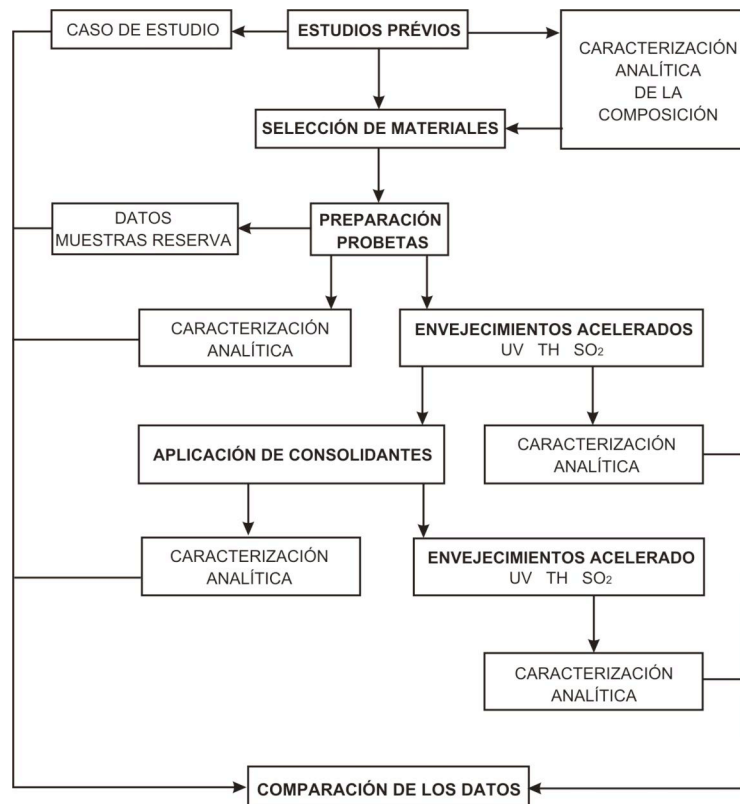 CASO DE ESTUDIO
ESTUDIOS PRÉVIOS
CARACTERIZACIÓN
ANALÍTICA
DE LA
COMPOSICIÓN
SELECCIÓN DE MATERIALES
DATOS
MUESTRAS RESERVA
PREPARACIÓN
PROBETAS
CARACTERIZACIÓN
ANALÍTICA
ENVEJECIMIENTOS ACELERADOS
UV TH SO₂
APLICACIÓN DE CONSOLIDANTES
CARACTERIZACIÓN
ANALÍTICA
CARACTERIZACIÓN
ANALÍTICA
ENVEJECIMIENTOS ACELERADO
UV TH SO₂
CARACTERIZACIÓN
ANALÍTICA
COMPARACIÓN DE LOS DATOS